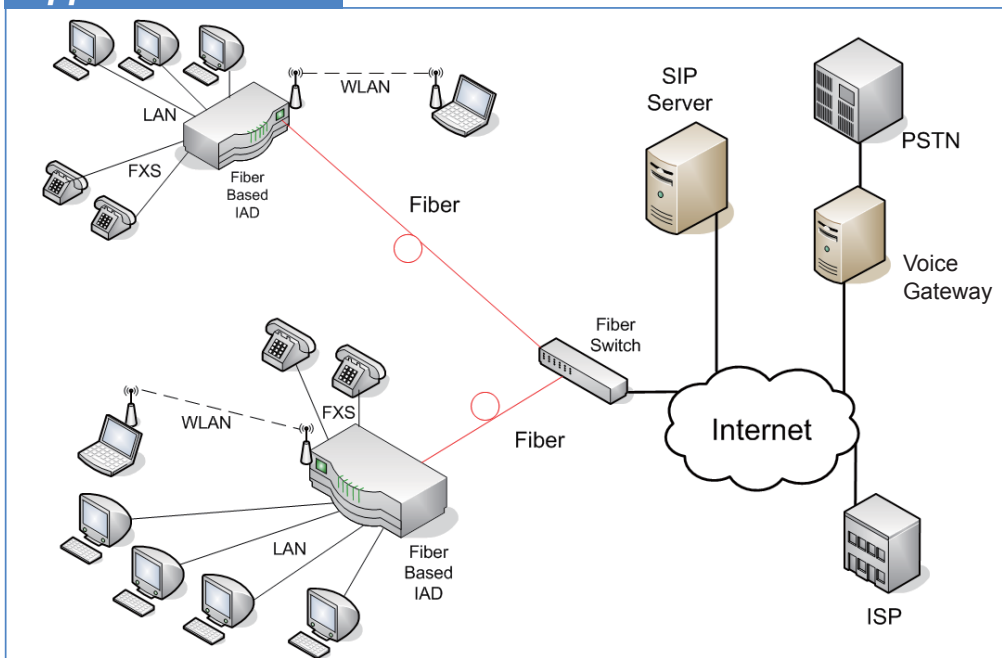 LAN
WLAN
FXS
Fiber
Based
IAD
Fiber
SIP
Server
PSTN
Voice
Gateway
Fiber
Switch
Internet
WLAN
FXS
Fiber
LAN
Fiber
Based
IAD
ISP